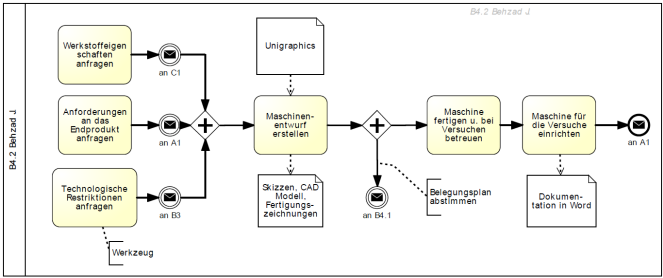 B4.2 Behzad J.
B4.2 Behzad J.
Werkstoffeigen
schaften
anfragen
an C1
Unigraphics
Anforderungen
an das
Endprodukt
anfragen
an A1
Maschinen-
entwurf
erstellen
Maschine
fertigen u. bei
Versuchen
betreuen
Maschine für
die Versuche
einrichten
an A1
Technologische
Restriktionen
anfragen
an B3
Skizzen, CAD
Modell,
Fertigungs-
zeichnungen
an B4.1
Belegungsplan
abstimmen
Dokumen-
tation in Word
Werkzeug